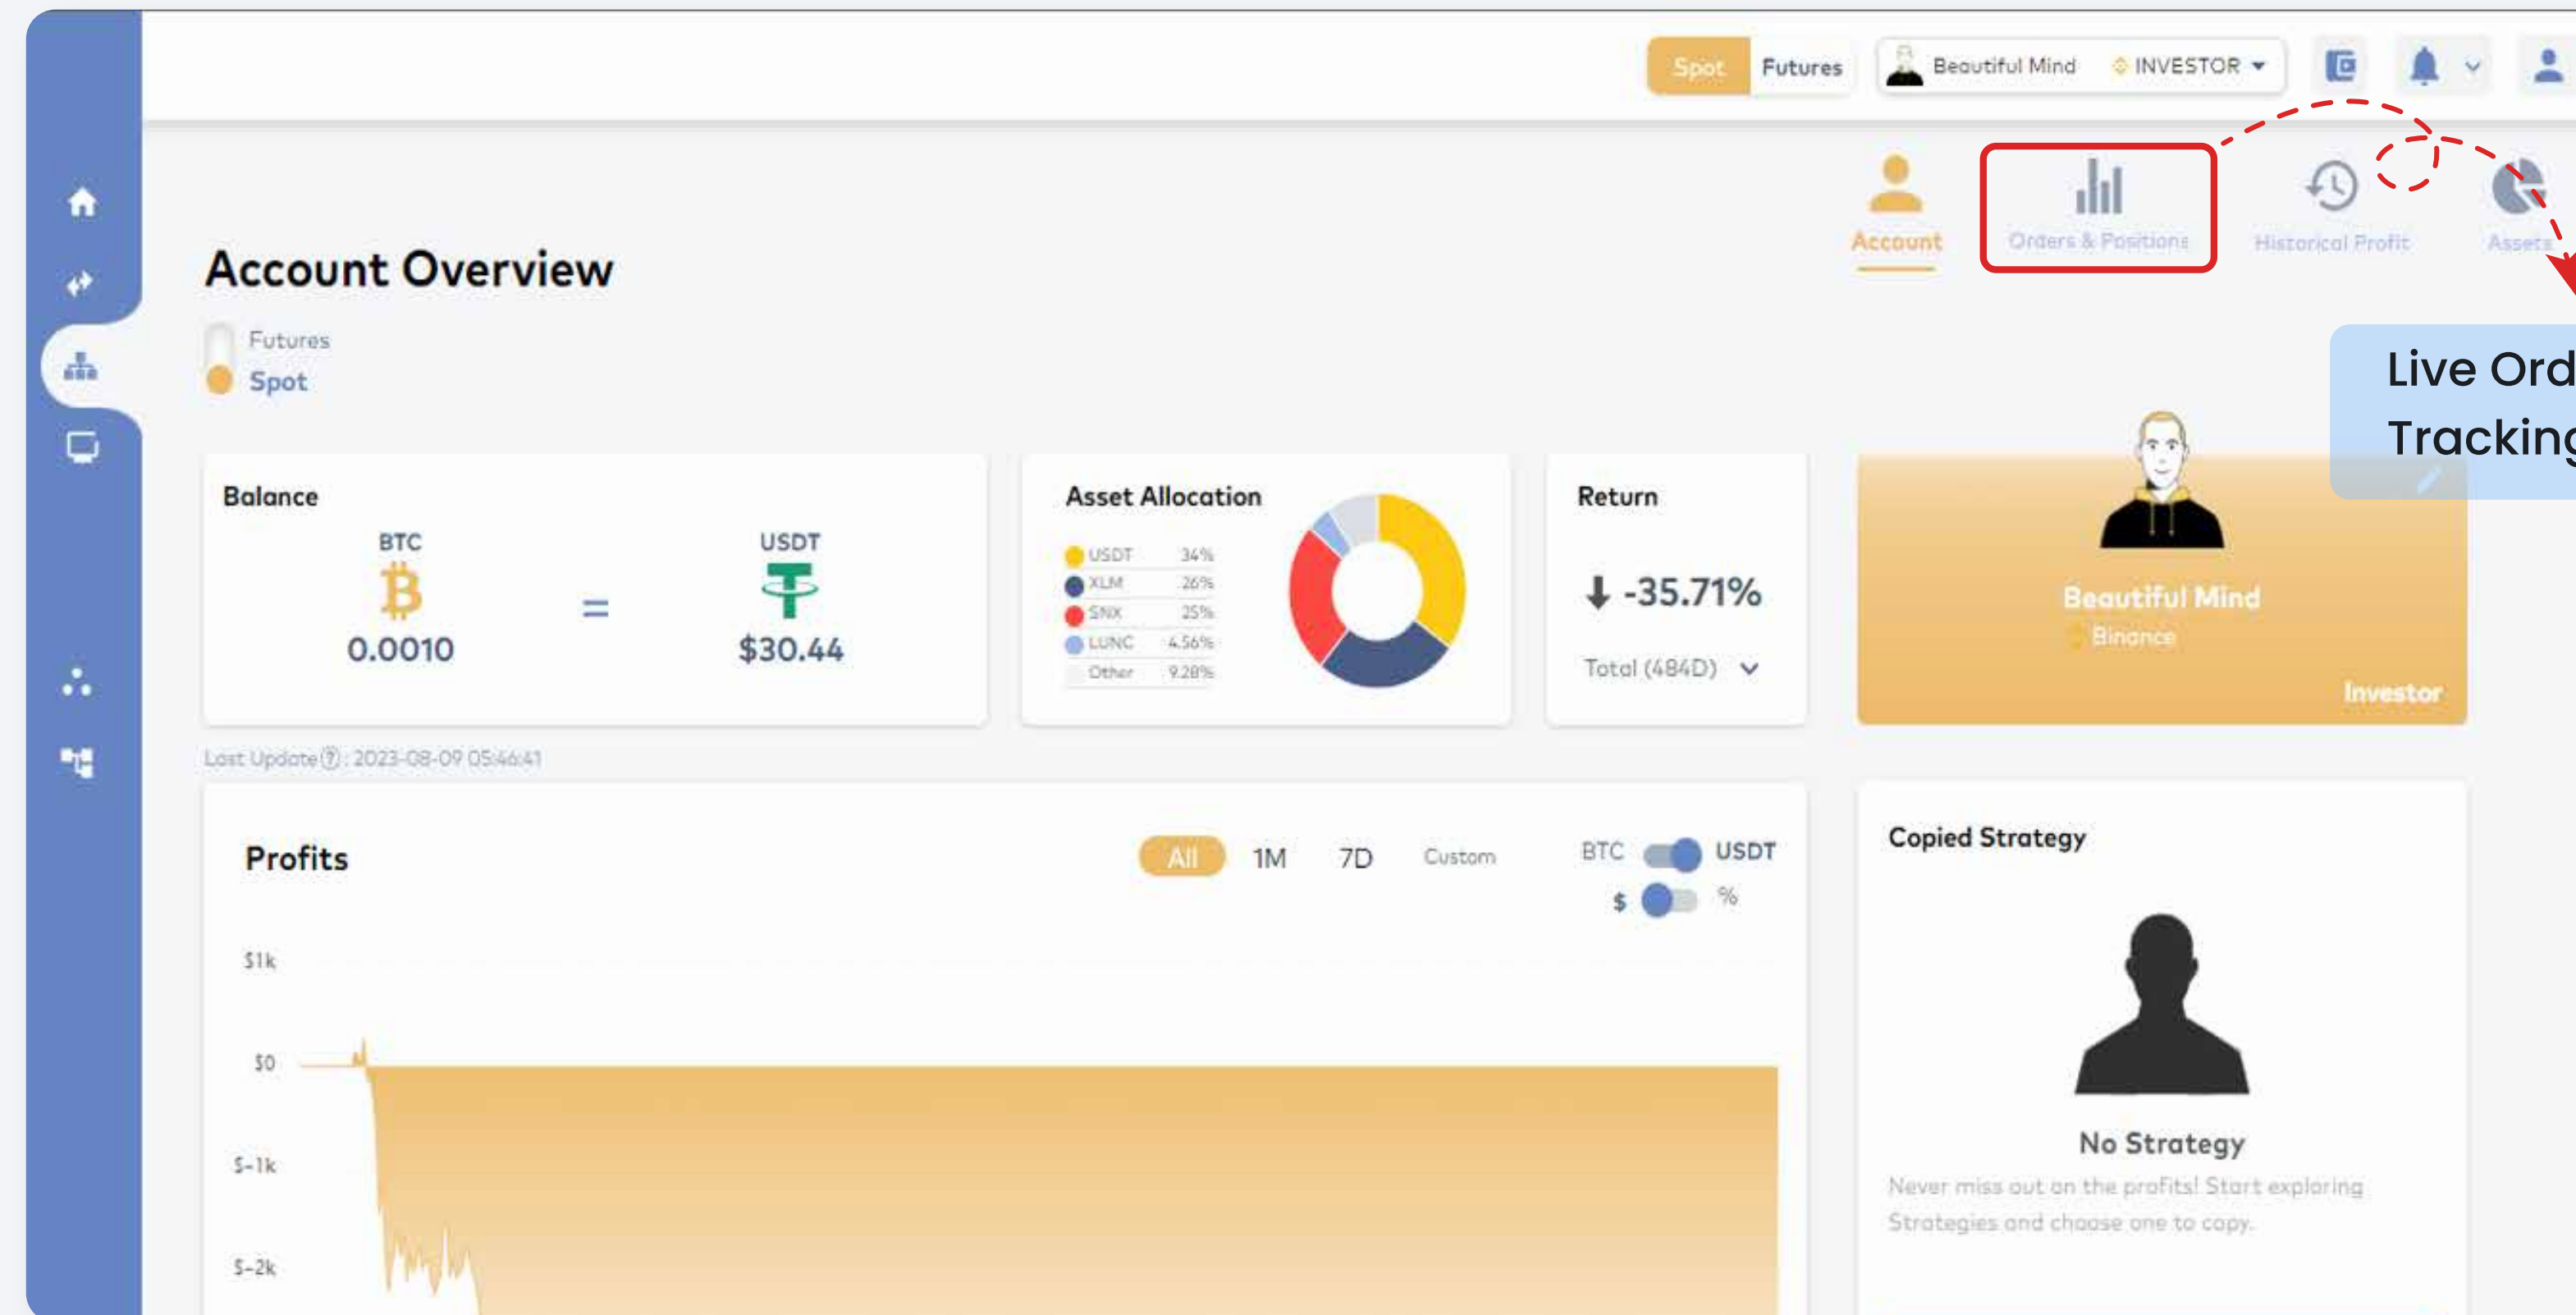 Spot Futures Beautiful Mind INVESTOR
Account Orders & Positions Historical Profit Assets
Account Overview
Futures
Spot
Live Ord
Tracking
Balance
BTC USDT
=
0.0010 $30.44
Asset Allocation
USDT 34%
XLM 26%
SNX 25%
LUNC 4.56%
Other 9.28%
Return
-35.71%
Total (484D)
Beautiful Mind
Binance
Investor
Last Update : 2023-08-09 05:46:41
Profits
All 1M 7D Custom
BTC USDT
$ %
$1k
$0
$-1k
$-2k
Copied Strategy
No Strategy
Never miss out on the profits! Start exploring
Strategies and choose one to copy.